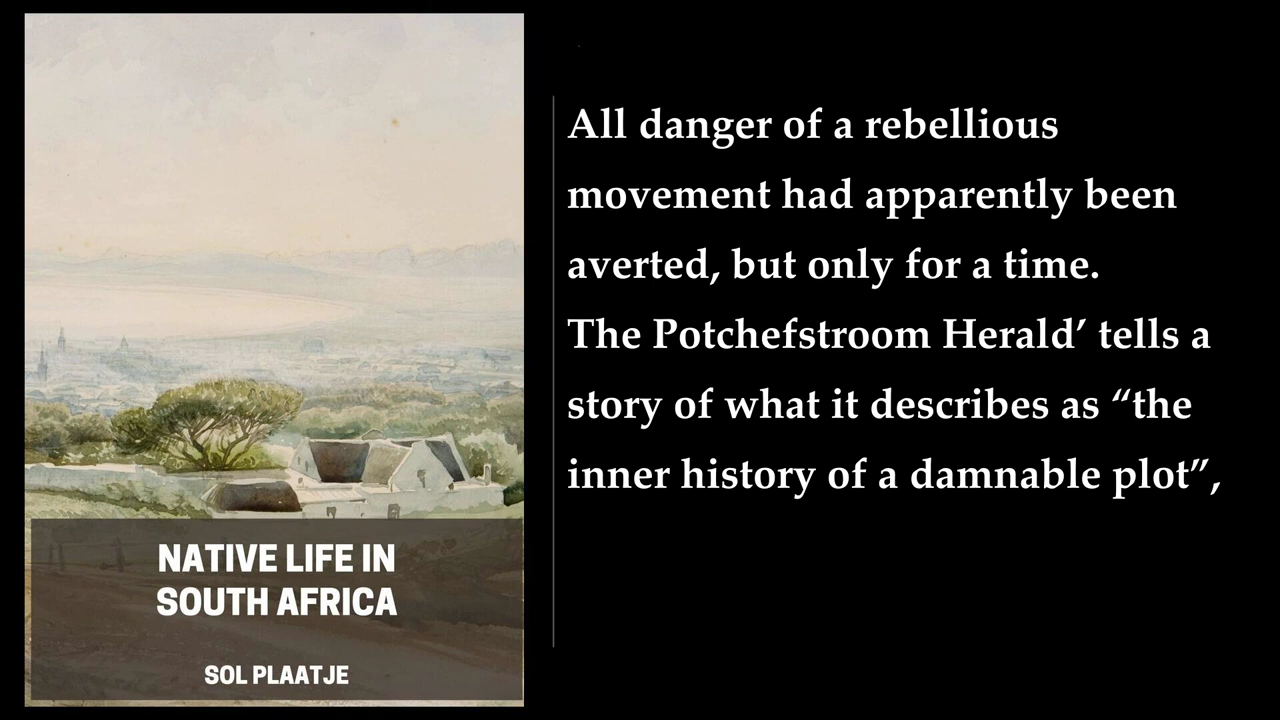 NATIVE LIFE IN
SOUTH AFRICA
SOL PLAATJE
All danger of a rebellious
movement had apparently been
averted, but only for a time.
The Potchefstroom Herald’ tells a
story of what it describes as “the
inner history of a damnable plot”,